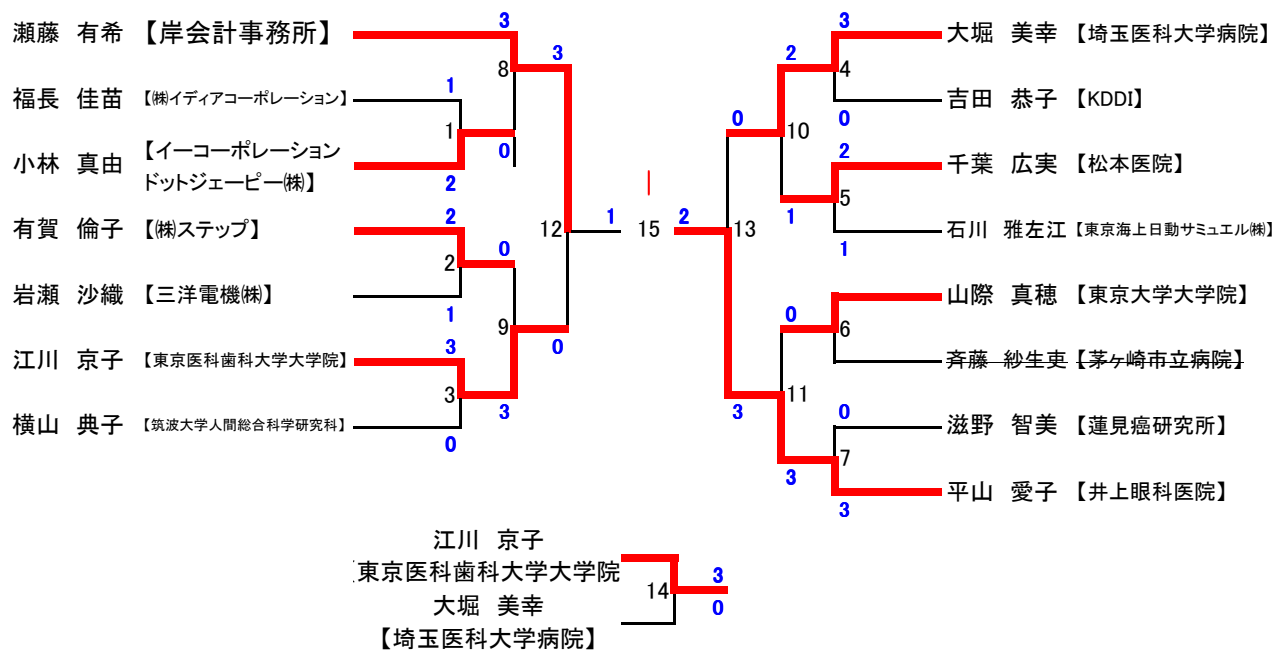 瀬藤 有希 【岸会計事務所】
3
3
8
福長 佳苗 【㈱イディアコーポレーション】
1
1
0
小林 真由 【イーコーポレーション
ドットジェーピー㈱】
2
有賀 倫子 【㈱ステップ】
2
0
2
岩瀬 沙織 【三洋電機㈱】
1
9
0
江川 京子 【東京医科歯科大学大学院】
3
3
3
横山 典子 【筑波大学人間総合科学研究科】
0
12
1
15
2
13
大堀 美幸 【埼玉医科大学病院】
3
2
4
吉田 恭子 【KDDI】
0
0
10
千葉 広実 【松本医院】
2
5
1
石川 雅左江 【東京海上日動サミュエル㈱】
1
山際 真穂 【東京大学大学院】
0
6
斉藤 紗生吏 【茅ヶ崎市立病院】
11
3
滋野 智美 【蓮見癌研究所】
0
7
3
平山 愛子 【井上眼科医院】
3
江川 京子
東京医科歯科大学大学院
14
3
0
大堀 美幸
【埼玉医科大学病院】